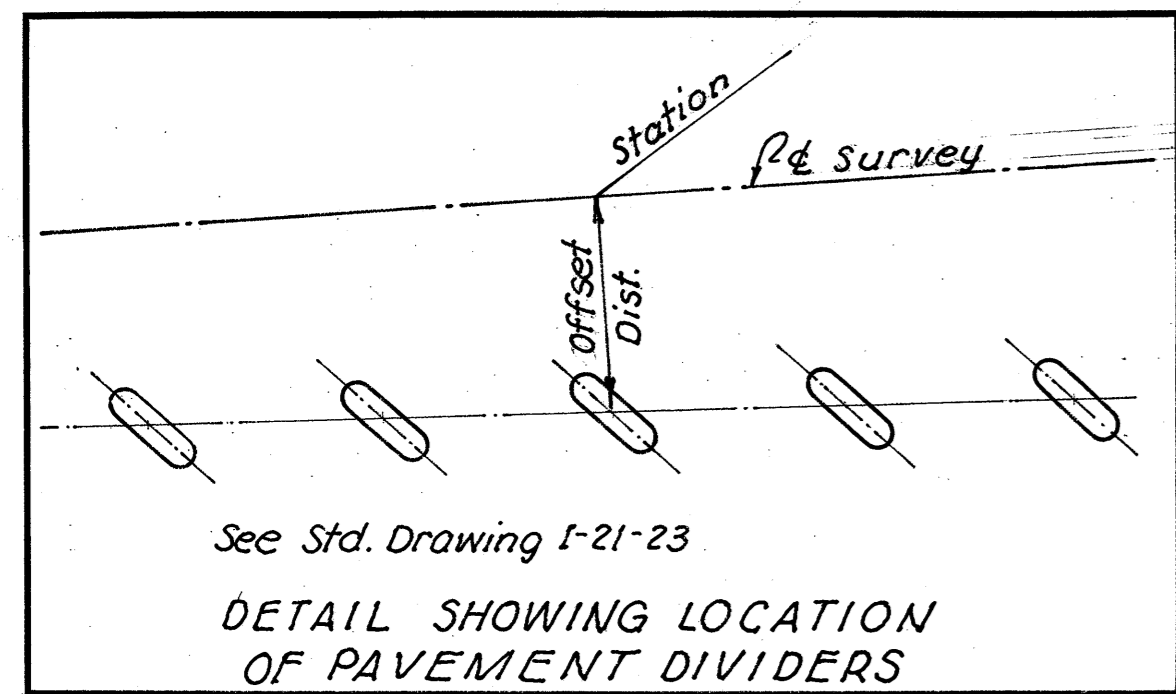 Station
℄ survey
Offset
Dist.
See Std. Drawing I-21-23
DETAIL SHOWING LOCATION
OF PAVEMENT DIVIDERS